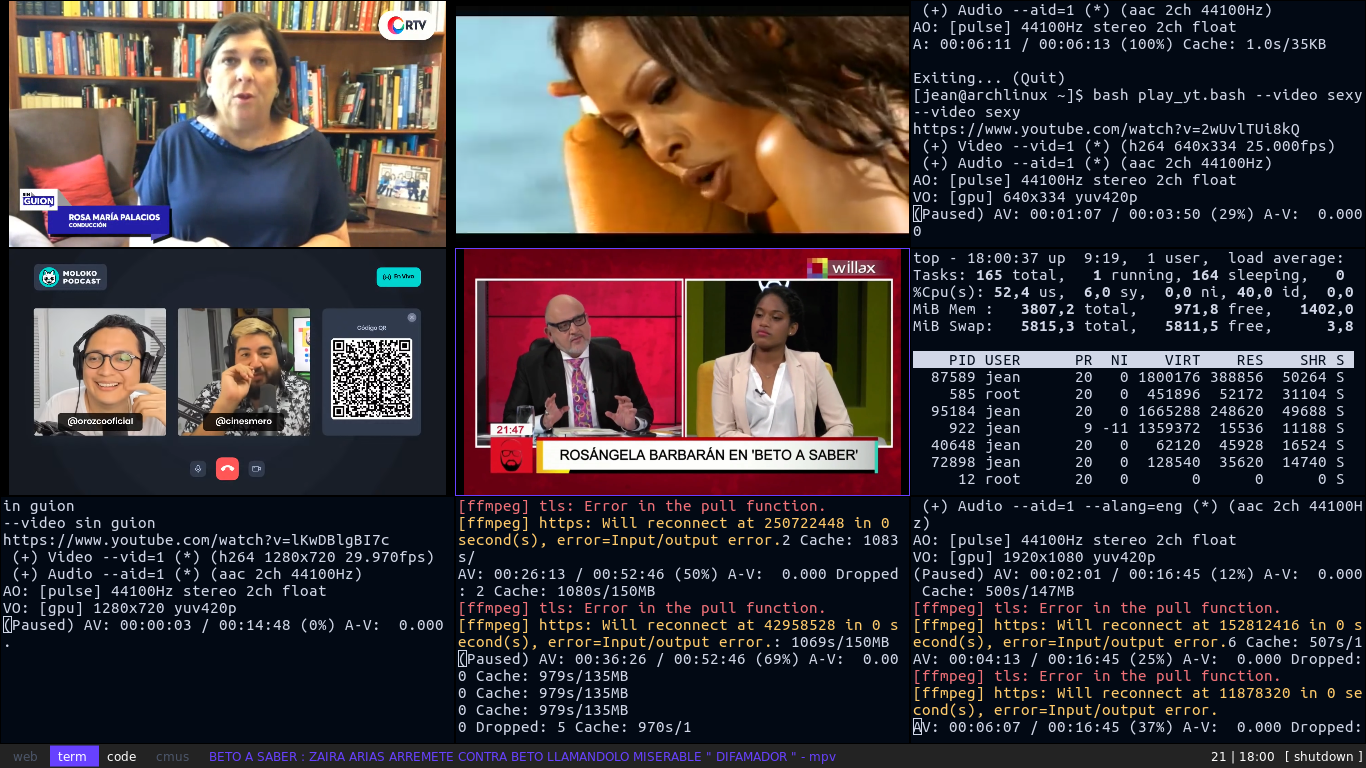 RTV
EN
GUION
ROSA MARÍA PALACIOS
CONDUCCIÓN
(+) Audio --aid=1 (*) (aac 2ch 44100Hz)
AO: [pulse] 44100Hz stereo 2ch float
A: 00:06:11 / 00:06:13 (100%) Cache: 1.0s/35KB
Exiting... (Quit)
[jean@archlinux ~]$ bash play_yt.bash --video sexy
--video sexy
https://www.youtube.com/watch?v=2wUvlTUi8kQ
(+) Video --vid=1 (*) (h264 640x334 25.000fps)
(+) Audio --aid=1 (*) (aac 2ch 44100Hz)
AO: [pulse] 44100Hz stereo 2ch float
VO: [gpu] 640x334 yuv420p
(Paused) AV: 00:01:07 / 00:03:50 (29%) A-V:  0.000
0
MOLOKO
PODCAST
En Vivo
Código QR
@orozcooficial
@cinesmero
willax
21:47
ROSÁNGELA BARBARÁN EN 'BETO A SABER'
top - 18:00:37 up  9:19,  1 user,  load average:
Tasks: 165 total,   1 running, 164 sleeping,   0
%Cpu(s): 52,4 us,  6,0 sy,  0,0 ni, 40,0 id,  0,0
MiB Mem :   3807,2 total,    971,8 free,   1402,0
MiB Swap:   5815,3 total,   5811,5 free,      3,8
PID USER      PR  NI    VIRT    RES    SHR S
87589 jean      20   0 1800176 388856  50264 S
585 root      20   0  451896  52172  31104 S
95184 jean      20   0 1665288 248620  49688 S
922 jean       9 -11 1359372  15536  11188 S
40648 jean      20   0   62120  45928  16524 S
72898 jean      20   0  128540  35620  14740 S
12 root      20   0       0      0      0 S
in guion
--video sin guion
https://www.youtube.com/watch?v=lKwDBlgBI7c
(+) Video --vid=1 (*) (h264 1280x720 29.970fps)
(+) Audio --aid=1 (*) (aac 2ch 44100Hz)
AO: [pulse] 44100Hz stereo 2ch float
VO: [gpu] 1280x720 yuv420p
(Paused) AV: 00:00:03 / 00:14:48 (0%) A-V:  0.000
.
[ffmpeg] tls: Error in the pull function.
[ffmpeg] https: Will reconnect at 250722448 in 0
second(s), error=Input/output error.2 Cache: 1083
s/
AV: 00:26:13 / 00:52:46 (50%) A-V:  0.000 Dropped
: 2 Cache: 1080s/150MB
[ffmpeg] tls: Error in the pull function.
[ffmpeg] https: Will reconnect at 42958528 in 0 s
econd(s), error=Input/output error.: 1069s/150MB
(Paused) AV: 00:36:26 / 00:52:46 (69%) A-V:  0.00
0 Cache: 979s/135MB
0 Cache: 979s/135MB
0 Cache: 979s/135MB
0 Dropped: 5 Cache: 970s/1
(+) Audio --aid=1 --alang=eng (*) (aac 2ch 44100H
z)
AO: [pulse] 44100Hz stereo 2ch float
VO: [gpu] 1920x1080 yuv420p
(Paused) AV: 00:02:01 / 00:16:45 (12%) A-V:  0.000
Cache: 500s/147MB
[ffmpeg] tls: Error in the pull function.
[ffmpeg] https: Will reconnect at 152812416 in 0 s
econd(s), error=Input/output error.6 Cache: 507s/1
AV: 00:04:13 / 00:16:45 (25%) A-V:  0.000 Dropped:
[ffmpeg] tls: Error in the pull function.
[ffmpeg] https: Will reconnect at 11878320 in 0 se
cond(s), error=Input/output error.
AV: 00:06:07 / 00:16:45 (37%) A-V:  0.000 Dropped:
web term code cmus BETO A SABER : ZAIRA ARIAS ARREMETE CONTRA BETO LLAMANDOLO MISERABLE " DIFAMADOR " - mpv 21 | 18:00 [ shutdown ]